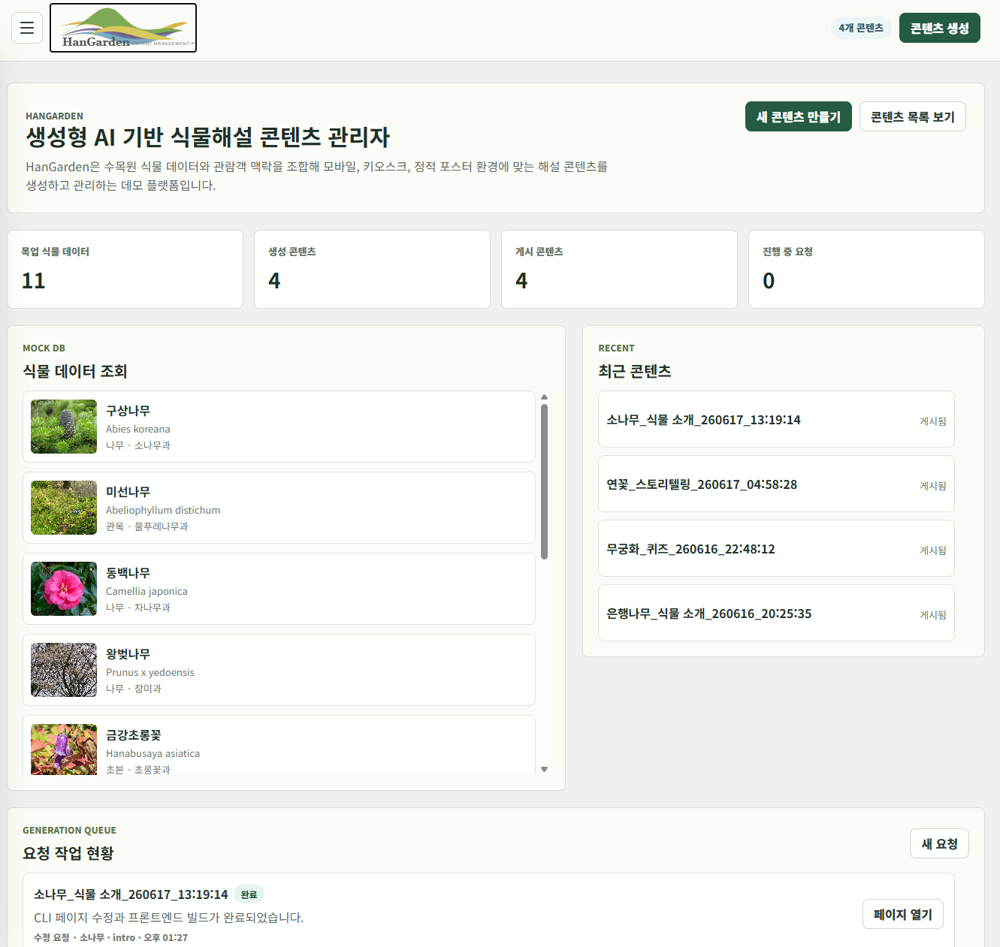 HanGarden
CONTENT MANAGEMENT P
4개 콘텐츠
콘텐츠 생성
HANGARDEN
생성형 AI 기반 식물해설 콘텐츠 관리자
HanGarden은 수목원 식물 데이터와 관람객 맥락을 조합해 모바일, 키오스크, 정적 포스터 환경에 맞는 해설 콘텐츠를
생성하고 관리하는 데모 플랫폼입니다.
새 콘텐츠 만들기
콘텐츠 목록 보기
목업 식물 데이터
11
생성 콘텐츠
4
게시 콘텐츠
4
진행 중 요청
0
MOCK DB
식물 데이터 조회
구상나무
Abies koreana
나무 · 소나무과
미선나무
Abeliophyllum distichum
관목 · 물푸레나무과
동백나무
Camellia japonica
나무 · 차나무과
왕벚나무
Prunus x yedoensis
나무 · 장미과
금강초롱꽃
Hanabusaya asiatica
초본 · 초롱꽃과
RECENT
최근 콘텐츠
소나무_식물 소개_260617_13:19:14
게시됨
연꽃_스토리텔링_260617_04:58:28
게시됨
무궁화_퀴즈_260616_22:48:12
게시됨
은행나무_식물 소개_260616_20:25:35
게시됨
GENERATION QUEUE
요청 작업 현황
새 요청
소나무_식물 소개_260617_13:19:14 완료
CLI 페이지 수정과 프론트엔드 빌드가 완료되었습니다.
수정 요청 · 소나무 · intro · 오후 01:27
페이지 열기